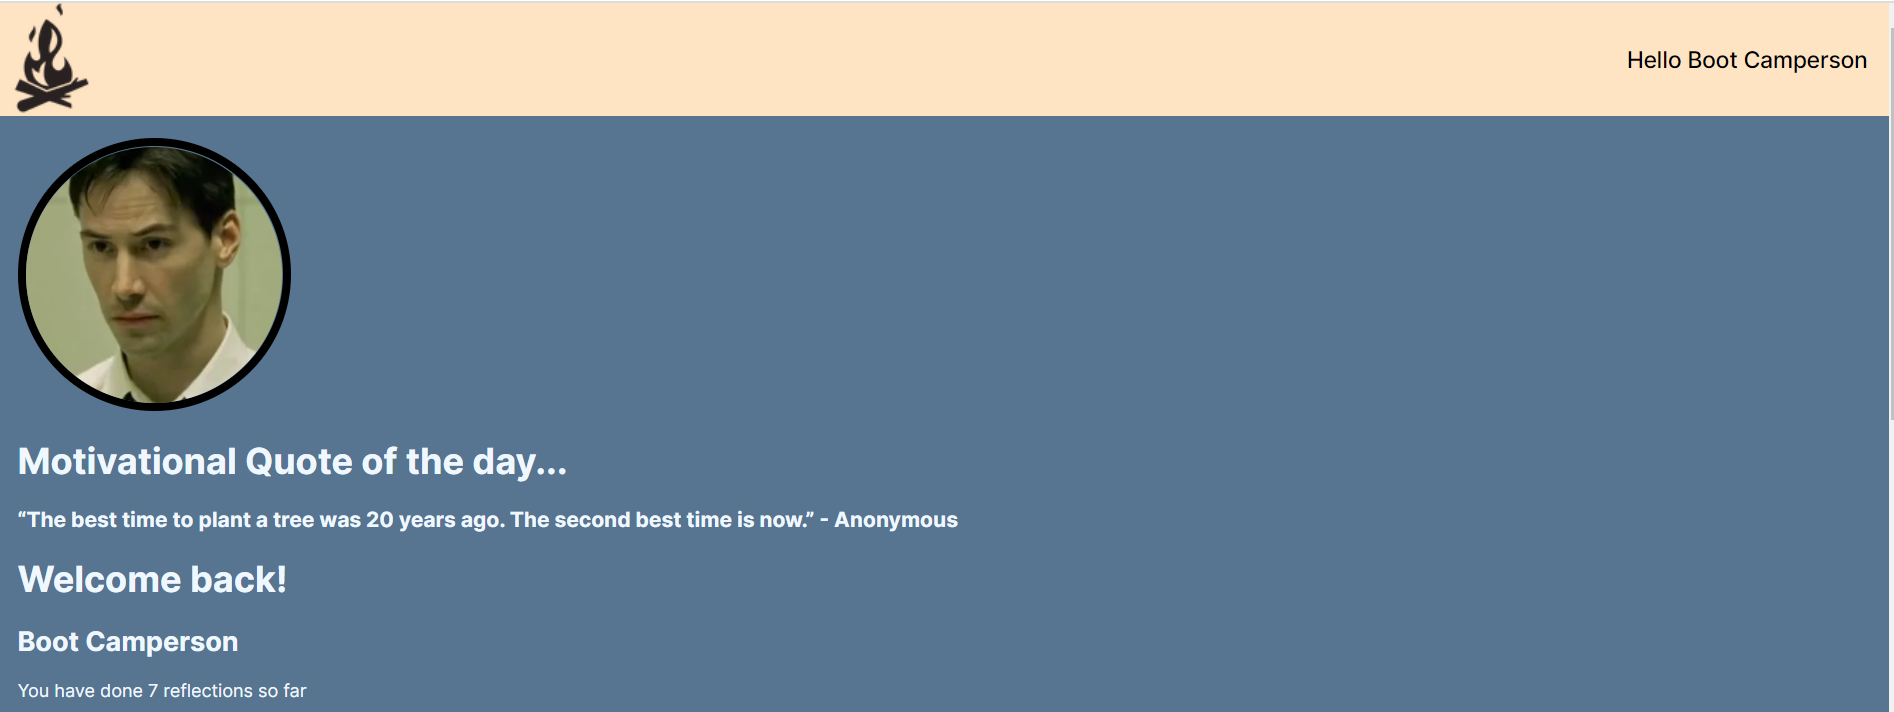 Hello Boot Camperson
Motivational Quote of the day...
“The best time to plant a tree was 20 years ago. The second best time is now.” - Anonymous
Welcome back!
Boot Camperson
You have done 7 reflections so far